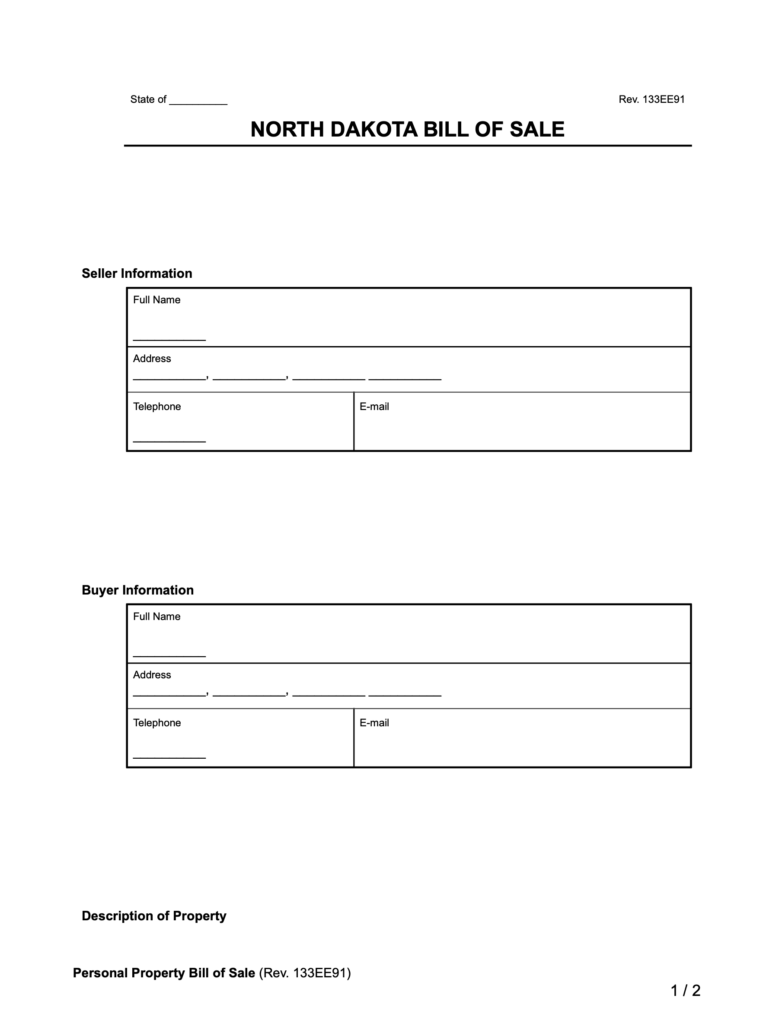 State of __________ Rev. 133EE91
NORTH DAKOTA BILL OF SALE
Seller Information
Full Name
____________
Address
____________, ____________, ____________ ____________
Telephone E-mail
____________
Buyer Information
Full Name
____________
Address
____________, ____________, ____________ ____________
Telephone E-mail
____________
Description of Property
Personal Property Bill of Sale (Rev. 133EE91)
1 / 2